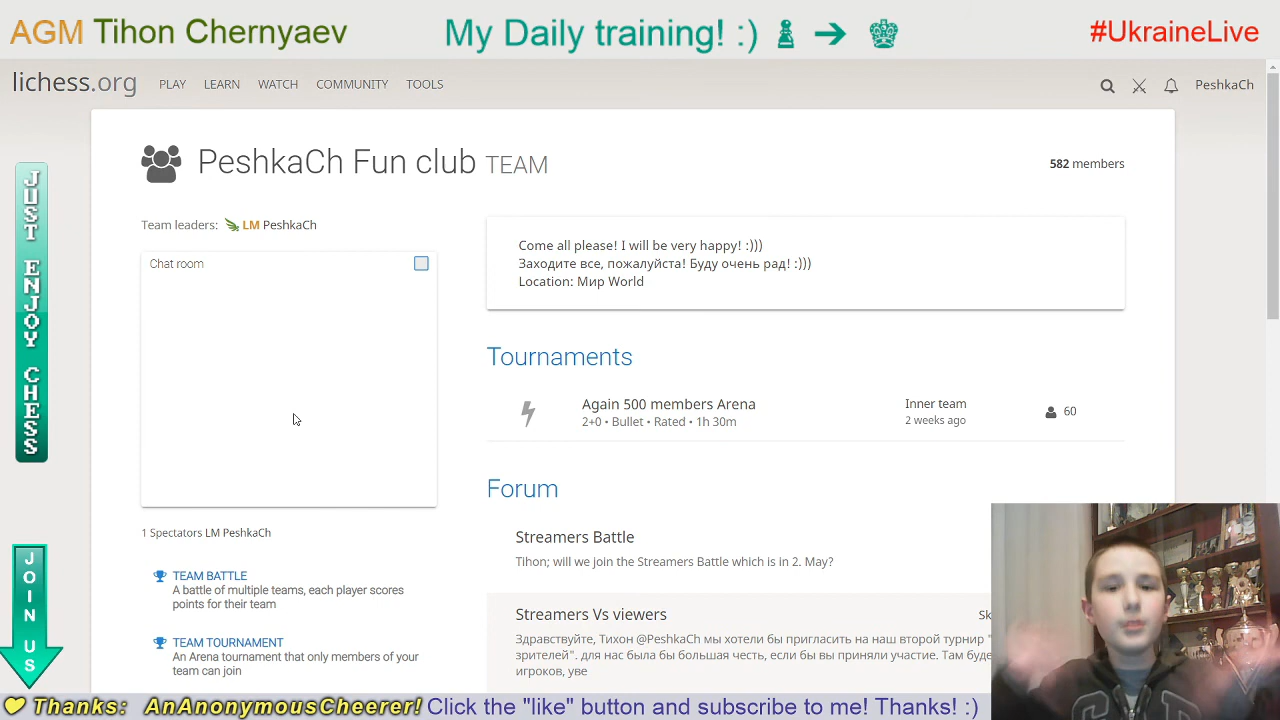 AGM Tihon Chernyaev
My Daily training! :)
#UkraineLive
lichess.org PLAY LEARN WATCH COMMUNITY TOOLS PeshkaCh
JUST ENJOY CHESS
JOIN US
PeshkaCh Fun club TEAM
582 members
Team leaders: LM PeshkaCh
Chat room
1 Spectators LM PeshkaCh
TEAM BATTLE
A battle of multiple teams, each player scores
points for their team
TEAM TOURNAMENT
An Arena tournament that only members of your
team can join
Come all please! I will be very happy! :)))
Заходите все, пожалуйста! Буду очень рад! :)))
Location: Мир World
Tournaments
Again 500 members Arena
2+0 • Bullet • Rated • 1h 30m
Inner team
2 weeks ago
60
Forum
Streamers Battle
Tihon; will we join the Streamers Battle which is in 2. May?
Streamers Vs viewers
Sk
Здравствуйте, Тихон @PeshkaCh мы хотели бы пригласить на наш второй турнир "
зрителей". для нас была бы большая честь, если бы вы приняли участие. Там буде
игроков, уве
Thanks: AnAnonymousCheerer! Click the "like" button and subscribe to me! Thanks! :)